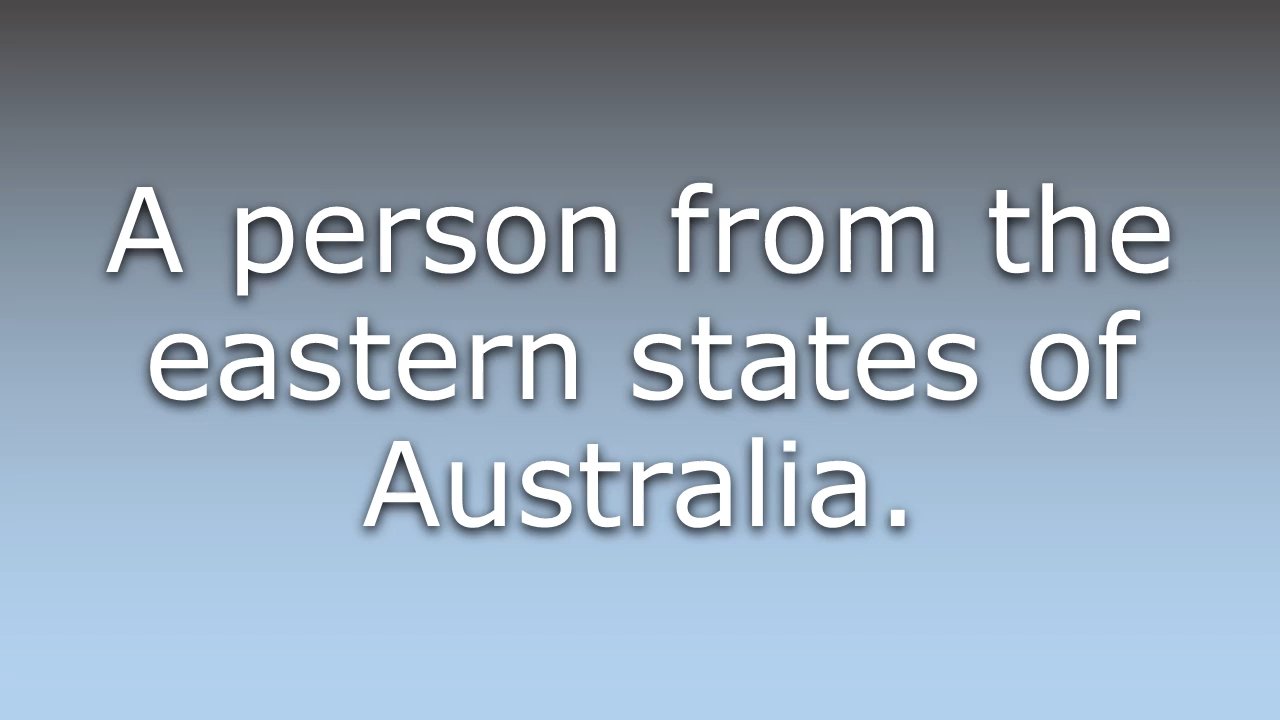 A person from the
eastern states of
Australia.